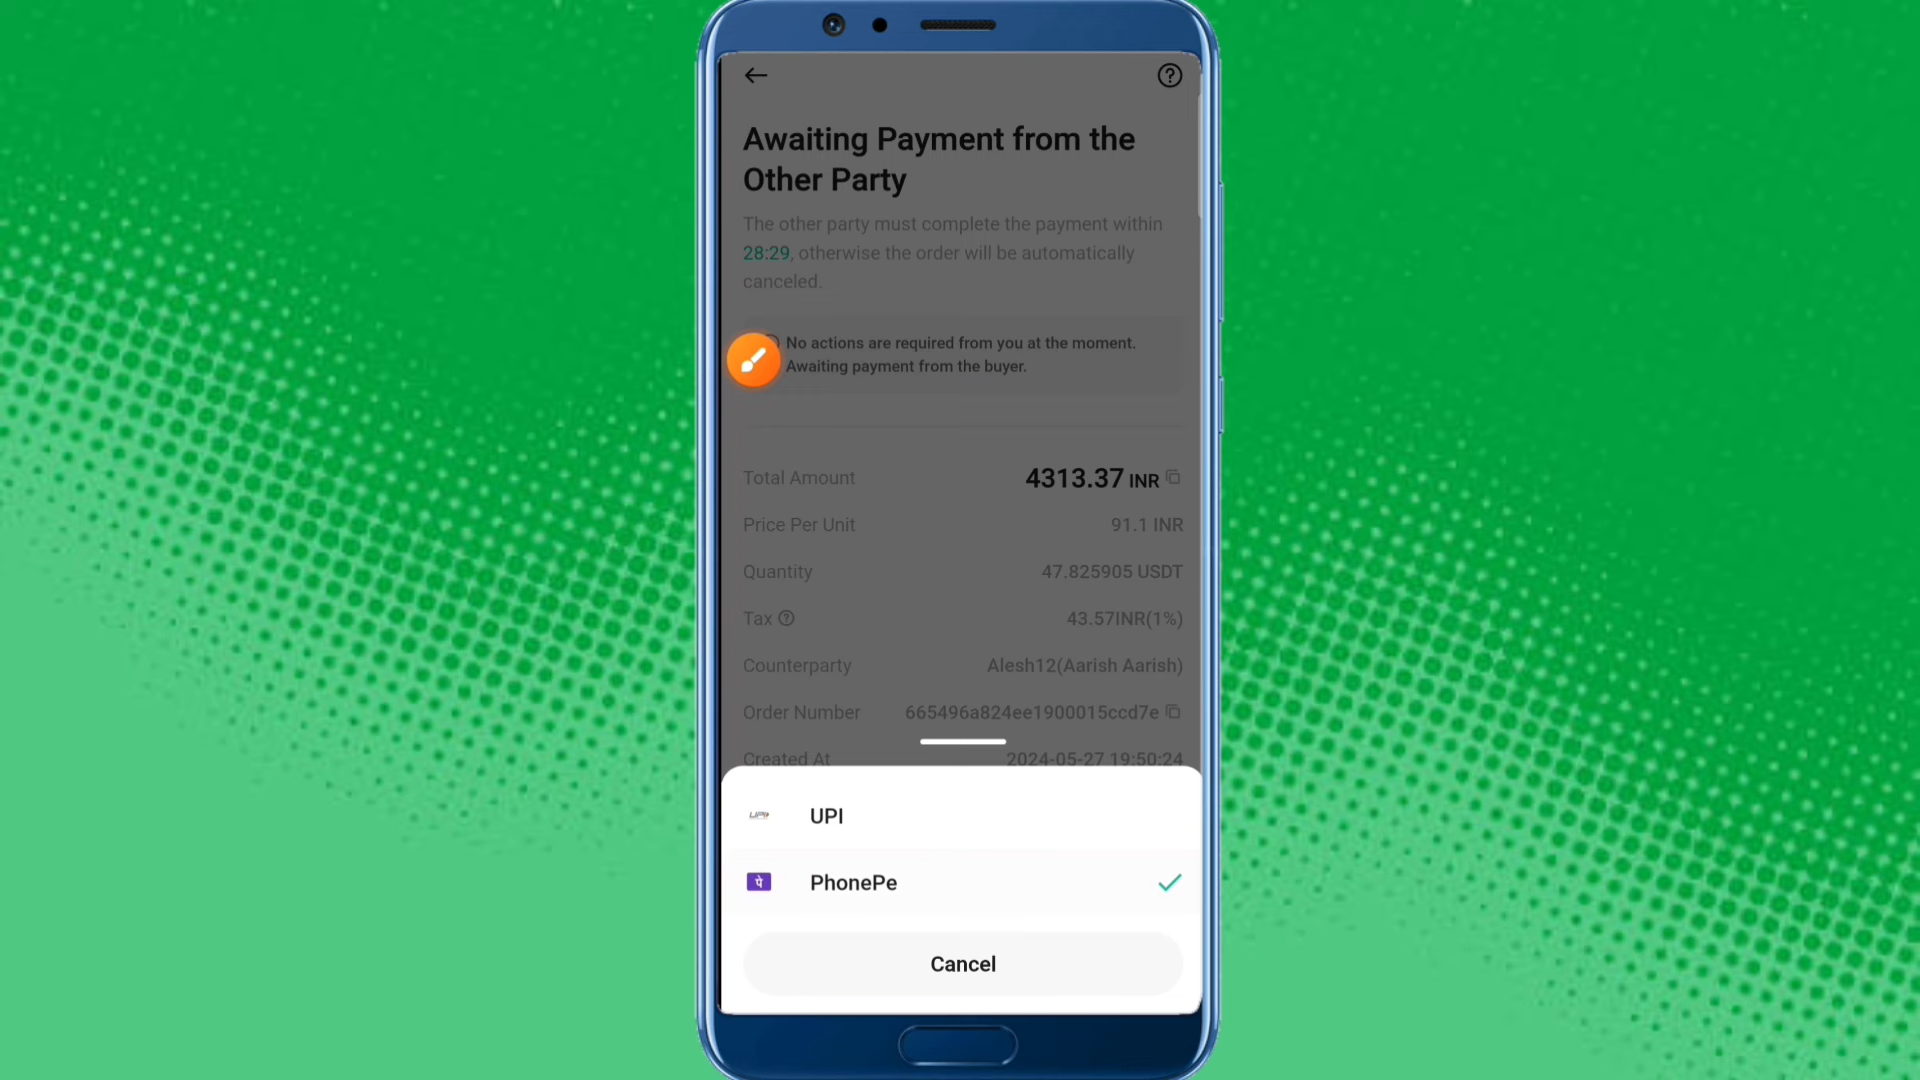 Awaiting Payment from the
Other Party
The other party must complete the payment within
28:29, otherwise the order will be automatically
canceled.
No actions are required from you at the moment.
Awaiting payment from the buyer.
Total Amount 4313.37 INR
Price Per Unit 91.1 INR
Quantity 47.825905 USDT
Tax 43.57INR(1%)
Counterparty Alesh12(Aarish Aarish)
Order Number 665496a824ee1900015ccd7e
Created At 2024-05-27 19:50:24
UPI UPI
पे PhonePe
Cancel